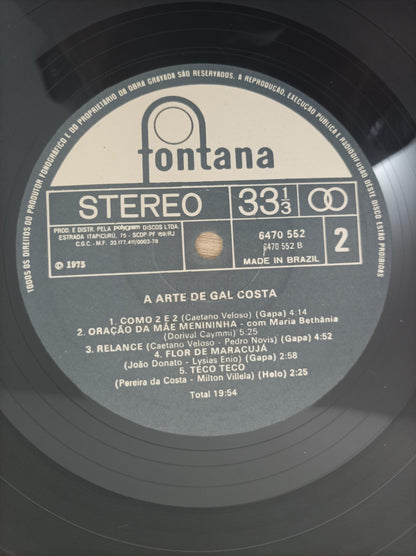 TODOS OS DIREITOS DO PRODUTOR FONOGRÁFICO E DO PROPRIETÁRIO DA OBRA GRAVADA SÃO RESERVADOS. A REPRODUÇÃO, EXECUÇÃO PÚBLICA E RADIODIFUSÃO DESTE DISCO ESTÃO PROIBIDAS
fontana
STEREO 33 1/3
PROD. E DISTR. PELA polygram DISCOS LTDA.
ESTRADA ITAPICURU, 75 - SCDP-PF 159/RJ
C.G.C. - M.F. 33.177.411/0003-78
℗ 1975
6470 552
6470 552 B
MADE IN BRAZIL
2
A ARTE DE GAL COSTA
1. COMO 2 E 2 (Caetano Veloso) (Gapa) 4:14
2. ORAÇÃO DA MÃE MENININHA - com Maria Bethânia
(Dorival Caymmi) 5:25
3. RELANCE (Caetano Veloso - Pedro Novis) (Gapa) 4:52
4. FLOR DE MARACUJÁ
(João Donato - Lysias Enio) (Gapa) 2:58
5. TECO TECO
(Pereira da Costa - Milton Villela) (Helo) 2:25
Total 19:54